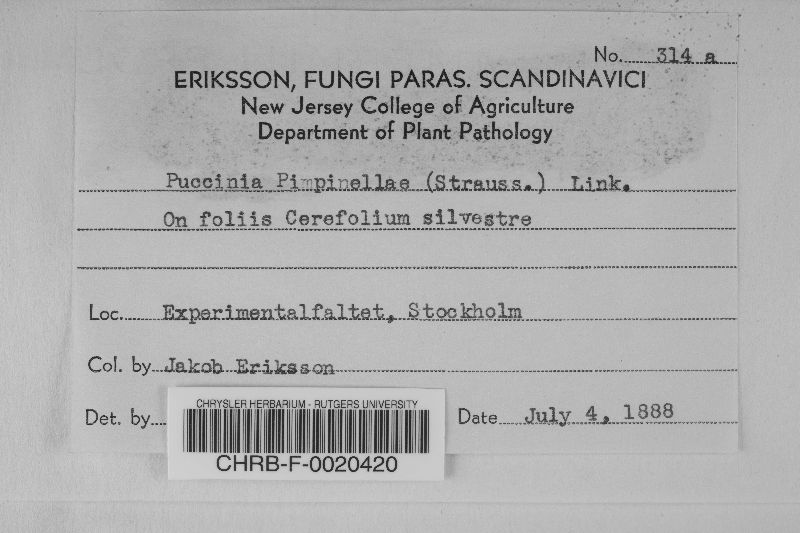 No. 314 a
ERIKSSON, FUNGI PARAS. SCANDINAVICI
New Jersey College of Agriculture
Department of Plant Pathology
Puccinia Pimpinellae (Strauss.) Link.
On foliis Cerefolium silvestre
Loc. Experimentalfaltet, Stockholm
Col. by Jakob Eriksson
Det. by
Date July 4, 1888
CHRYSLER HERBARIUM - RUTGERS UNIVERSITY
CHRB-F-0020420